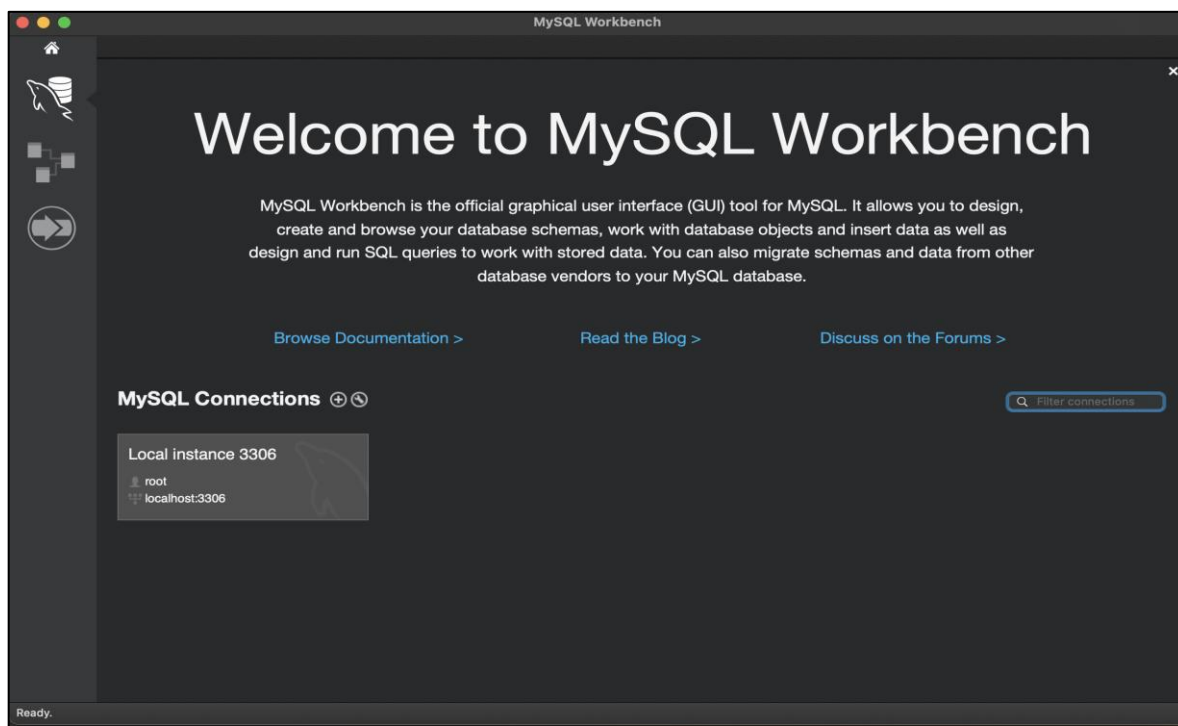 MySQL Workbench
Welcome to MySQL Workbench
MySQL Workbench is the official graphical user interface (GUI) tool for MySQL. It allows you to design,
create and browse your database schemas, work with database objects and insert data as well as
design and run SQL queries to work with stored data. You can also migrate schemas and data from other
database vendors to your MySQL database.
Browse Documentation >
Read the Blog >
Discuss on the Forums >
MySQL Connections
Filter connections
Local instance 3306
root
localhost:3306
Ready.